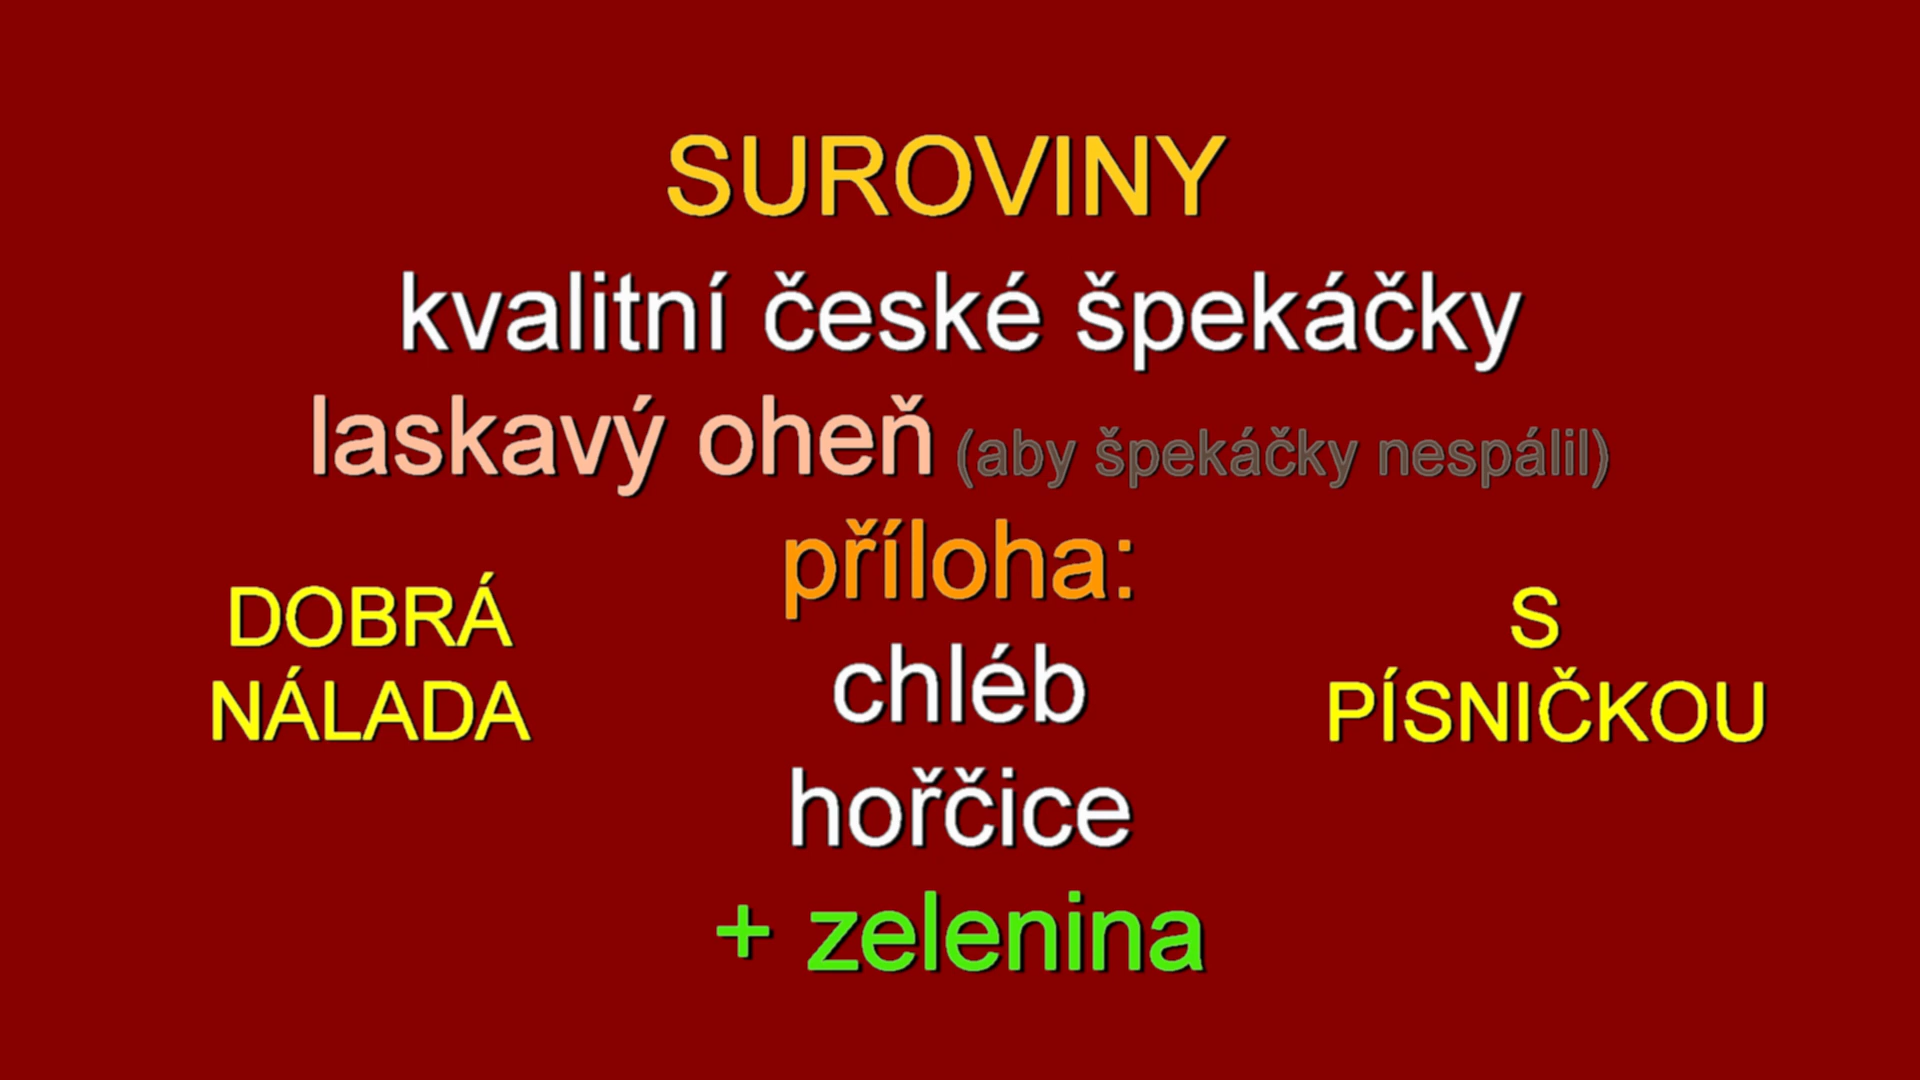 SUROVINY
kvalitní české špekáčky
laskavý oheň (aby špekáčky nespálil)
příloha:
DOBRÁ
NÁLADA
chléb
hořčice
+ zelenina
S
PÍSNIČKOU